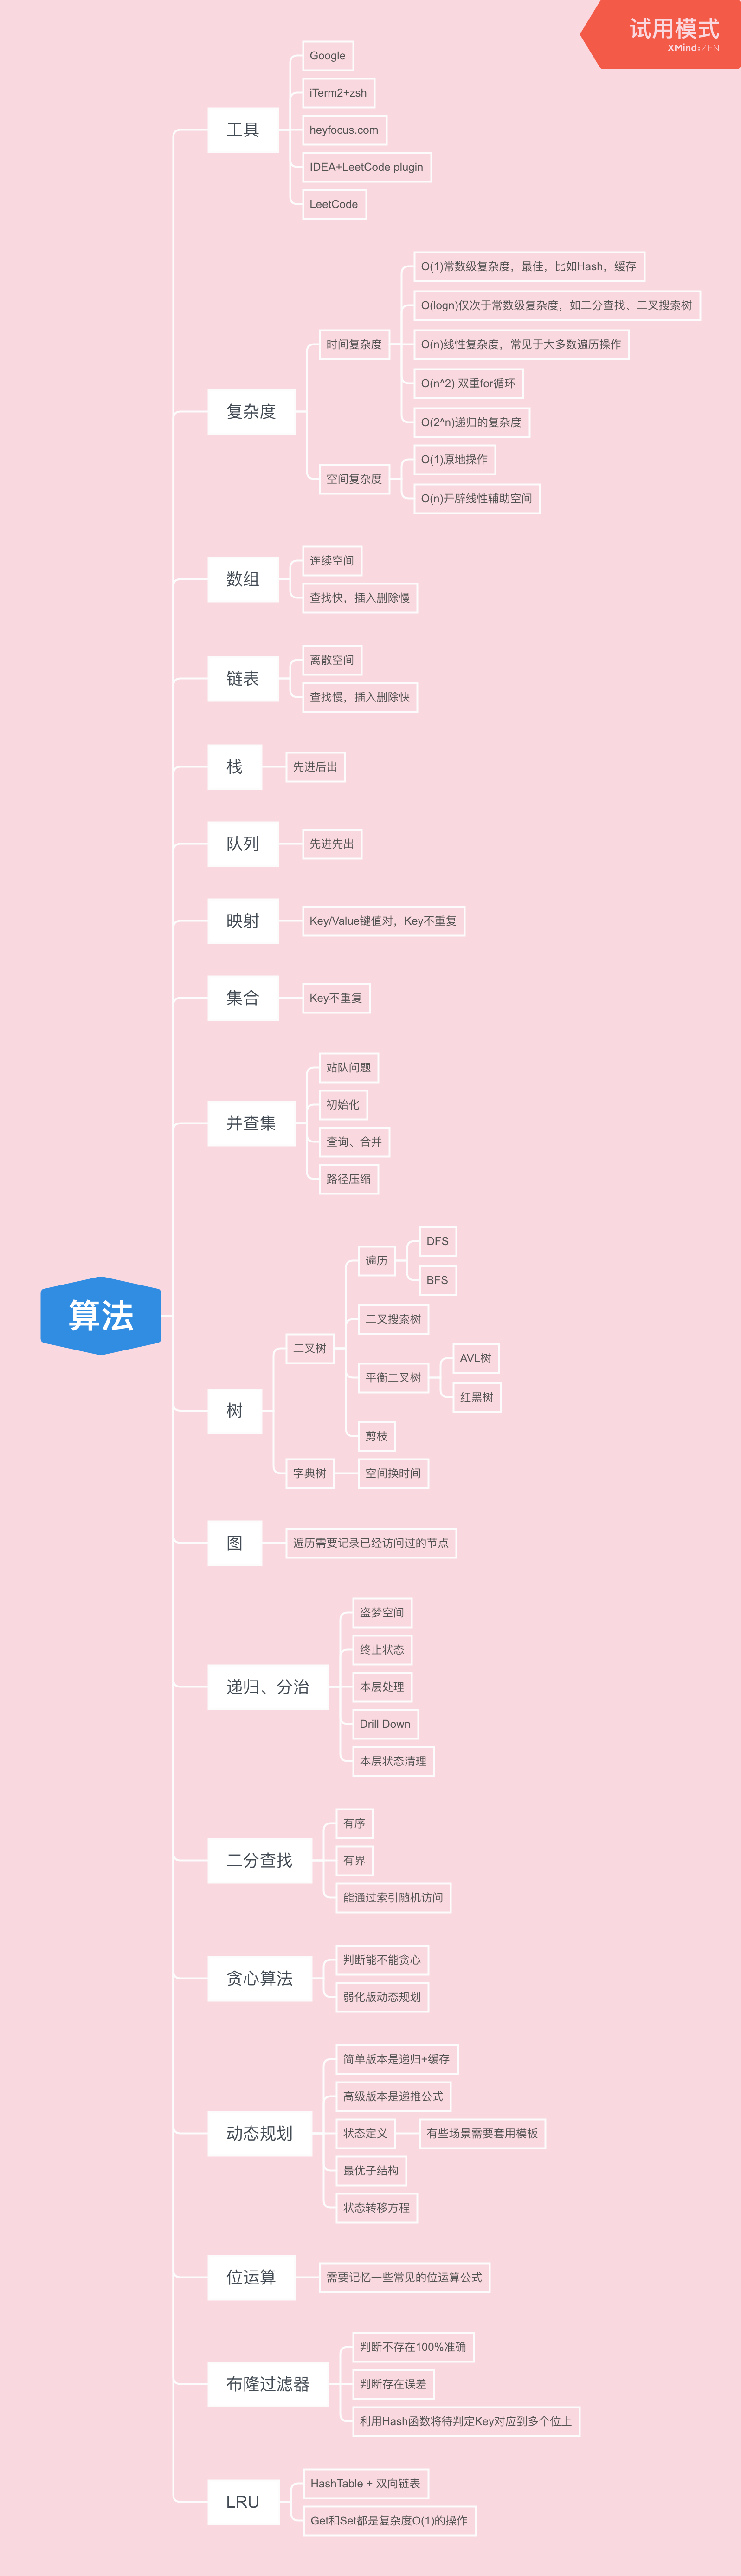 试用模式
XMind:ZEN
算法
工具
Google
iTerm2+zsh
heyfocus.com
IDEA+LeetCode plugin
LeetCode
复杂度
时间复杂度
O(1)常数级复杂度，最佳，比如Hash，缓存
O(logn)仅次于常数级复杂度，如二分查找、二叉搜索树
O(n)线性复杂度，常见于大多数遍历操作
O(n^2) 双重for循环
O(2^n)递归的复杂度
空间复杂度
O(1)原地操作
O(n)开辟线性辅助空间
数组
连续空间
查找快，插入删除慢
链表
离散空间
查找慢，插入删除快
栈
先进后出
队列
先进先出
映射
Key/Value键值对，Key不重复
集合
Key不重复
并查集
站队问题
初始化
查询、合并
路径压缩
树
二叉树
遍历
DFS
BFS
二叉搜索树
平衡二叉树
AVL树
红黑树
剪枝
字典树
空间换时间
图
遍历需要记录已经访问过的节点
递归、分治
盗梦空间
终止状态
本层处理
Drill Down
本层状态清理
二分查找
有序
有界
能通过索引随机访问
贪心算法
判断能不能贪心
弱化版动态规划
动态规划
简单版本是递归+缓存
高级版本是递推公式
状态定义
有些场景需要套用模板
最优子结构
状态转移方程
位运算
需要记忆一些常见的位运算公式
布隆过滤器
判断不存在100%准确
判断存在误差
利用Hash函数将待判定Key对应到多个位上
LRU
HashTable + 双向链表
Get和Set都是复杂度O(1)的操作